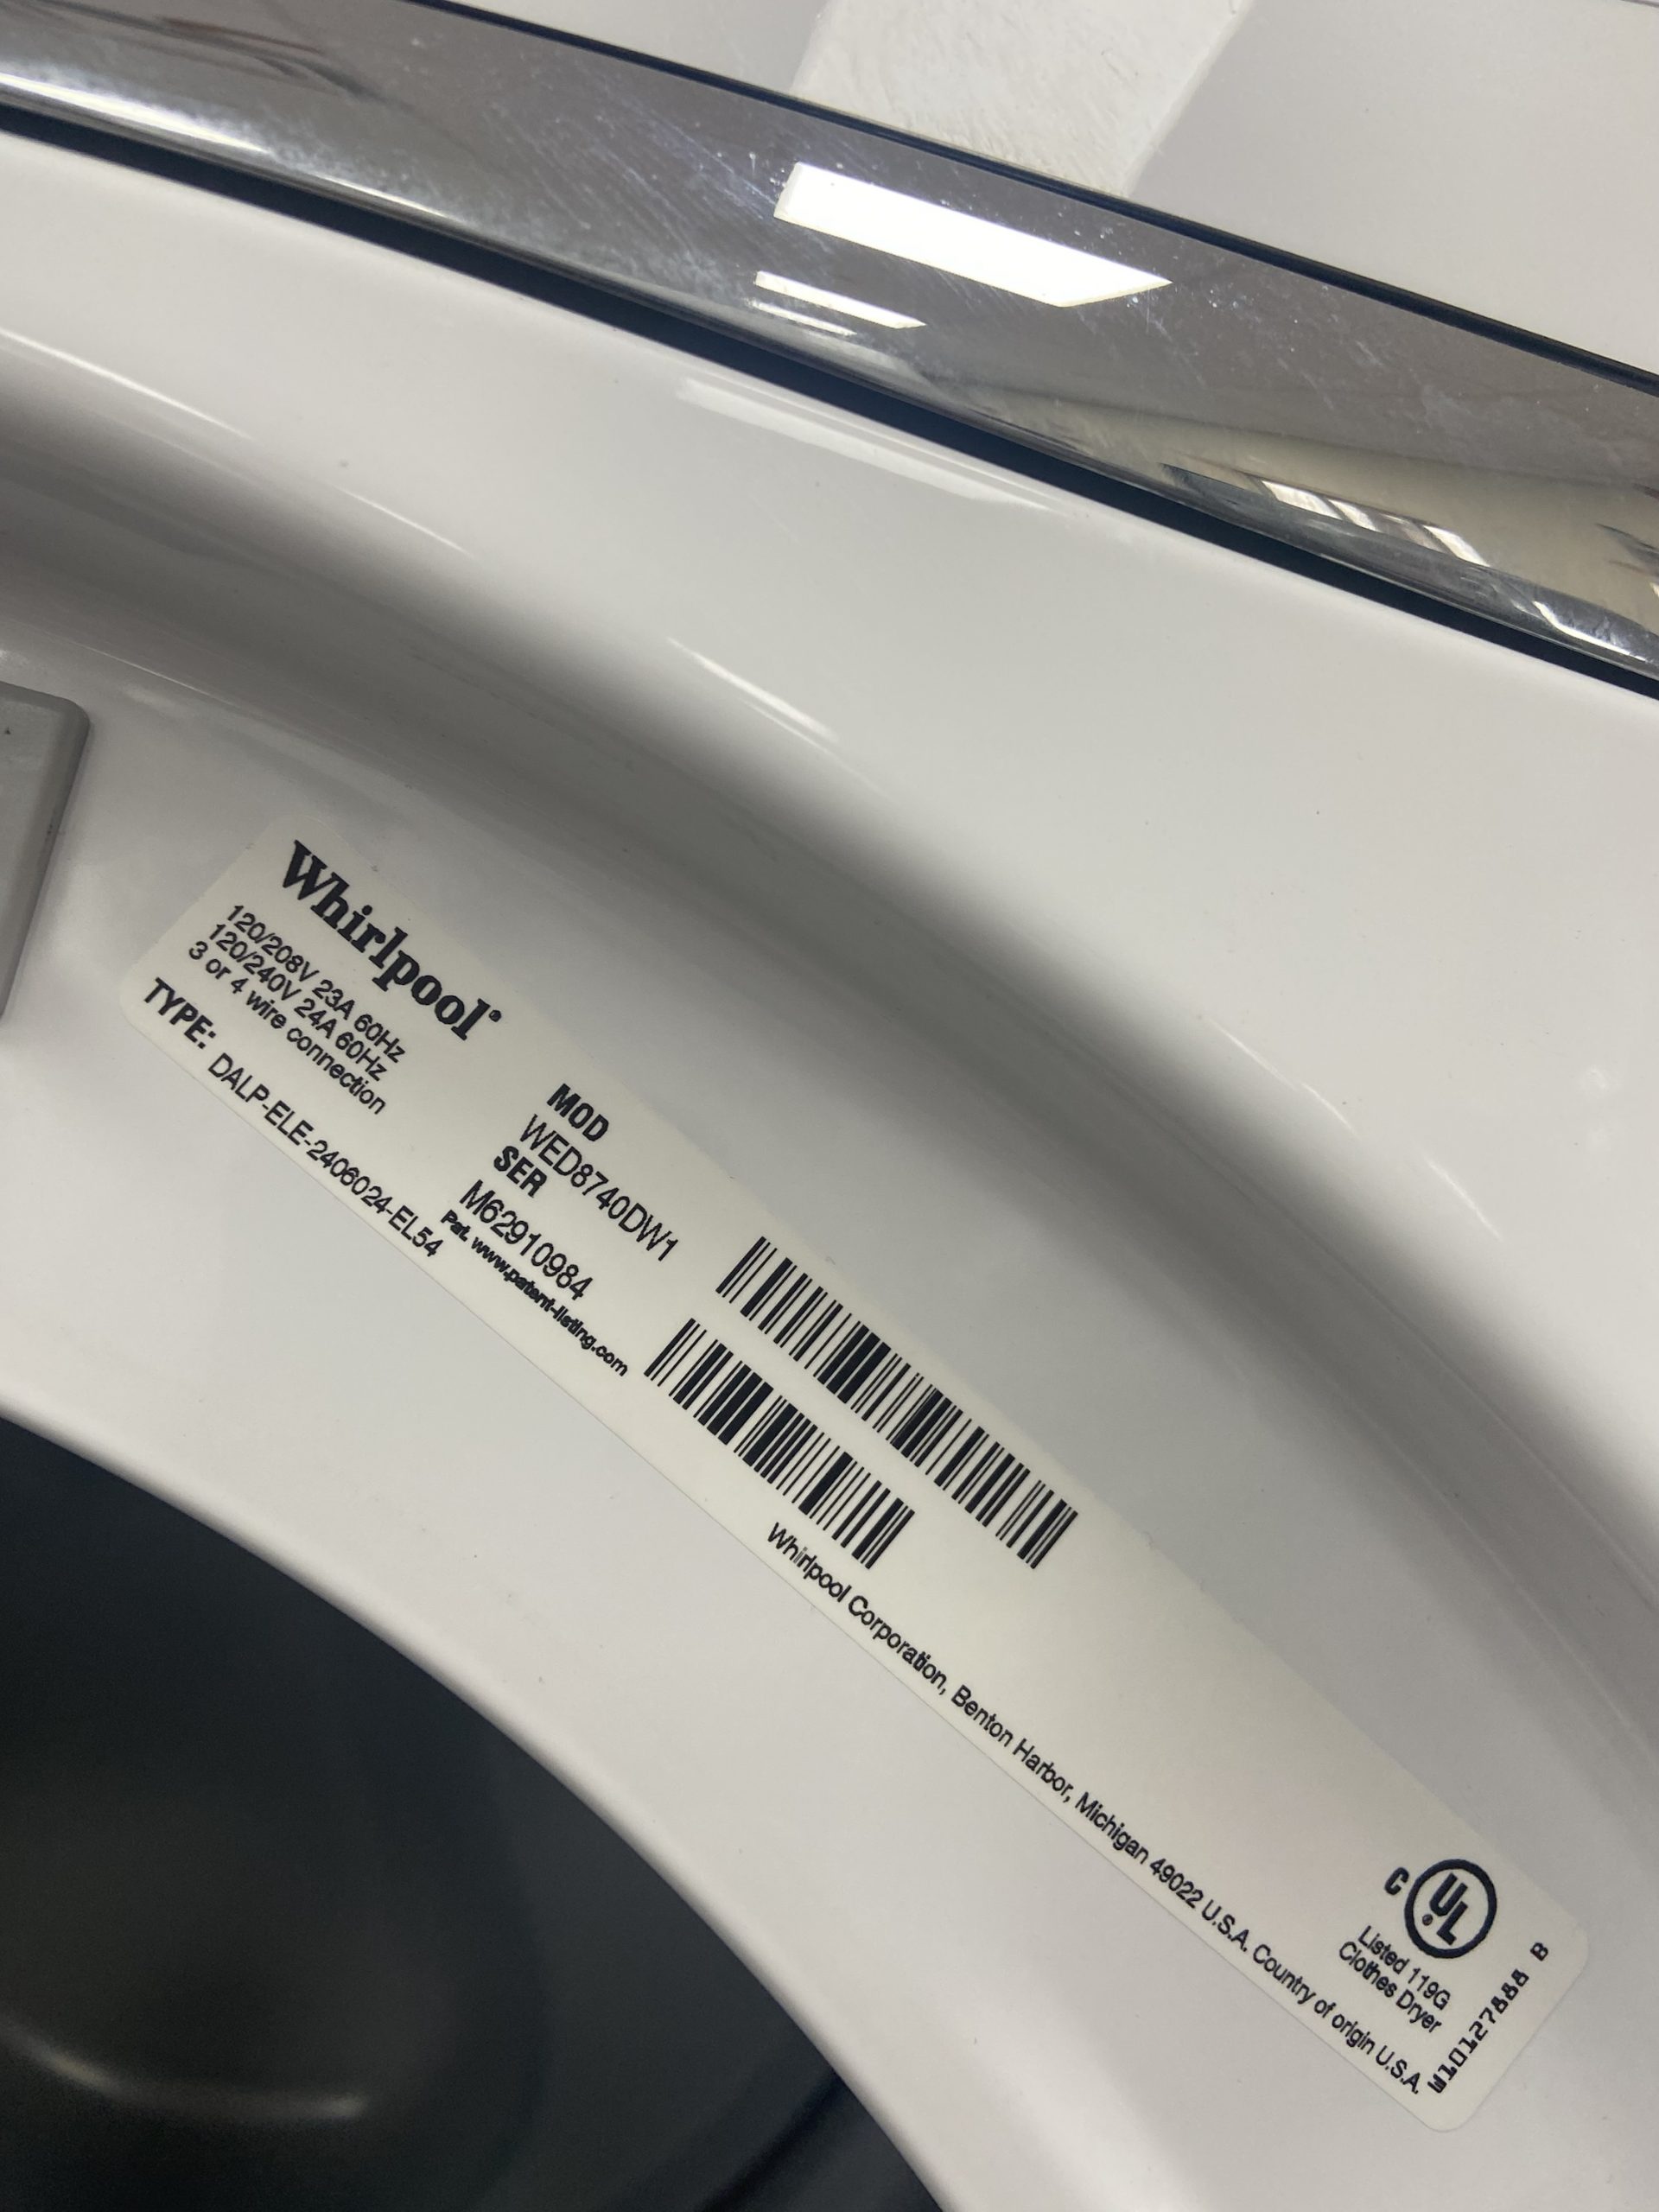 Whirlpool®
120/208V 23A 60Hz
120/240V 24A 60Hz
3 or 4 wire connection
TYPE: DALP-ELE-2406024-EL54
MOD
WED8740DW1
SER
M62910984
Pat. www.patent-listing.com
Whirlpool Corporation, Benton Harbor, Michigan 49022 U.S.A. Country of origin U.S.A.
C UL
Listed 119G
Clothes Dryer
W10127888 B